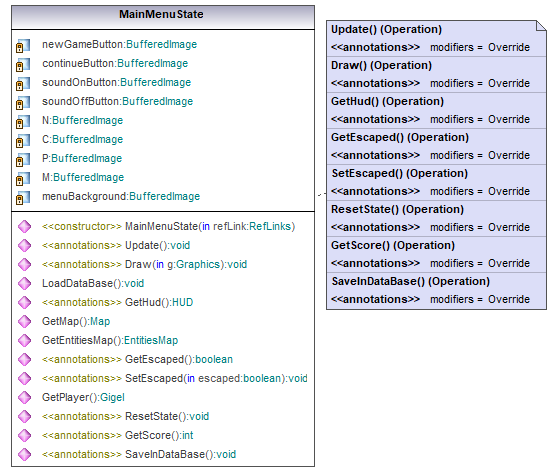 MainMenuState
newGameButton:BufferedImage
continueButton:BufferedImage
soundOnButton:BufferedImage
soundOffButton:BufferedImage
N:BufferedImage
C:BufferedImage
P:BufferedImage
M:BufferedImage
menuBackground:BufferedImage
<<constructor>> MainMenuState(in refLink:RefLinks)
<<annotations>> Update():void
<<annotations>> Draw(in g:Graphics):void
LoadDataBase():void
<<annotations>> GetHud():HUD
GetMap():Map
GetEntitiesMap():EntitiesMap
<<annotations>> GetEscaped():boolean
<<annotations>> SetEscaped(in escaped:boolean):void
GetPlayer():Gigel
<<annotations>> ResetState():void
<<annotations>> GetScore():int
<<annotations>> SaveInDataBase():void
Update() (Operation)
<<annotations>> modifiers = Override
Draw() (Operation)
<<annotations>> modifiers = Override
GetHud() (Operation)
<<annotations>> modifiers = Override
GetEscaped() (Operation)
<<annotations>> modifiers = Override
SetEscaped() (Operation)
<<annotations>> modifiers = Override
ResetState() (Operation)
<<annotations>> modifiers = Override
GetScore() (Operation)
<<annotations>> modifiers = Override
SaveInDataBase() (Operation)
<<annotations>> modifiers = Override